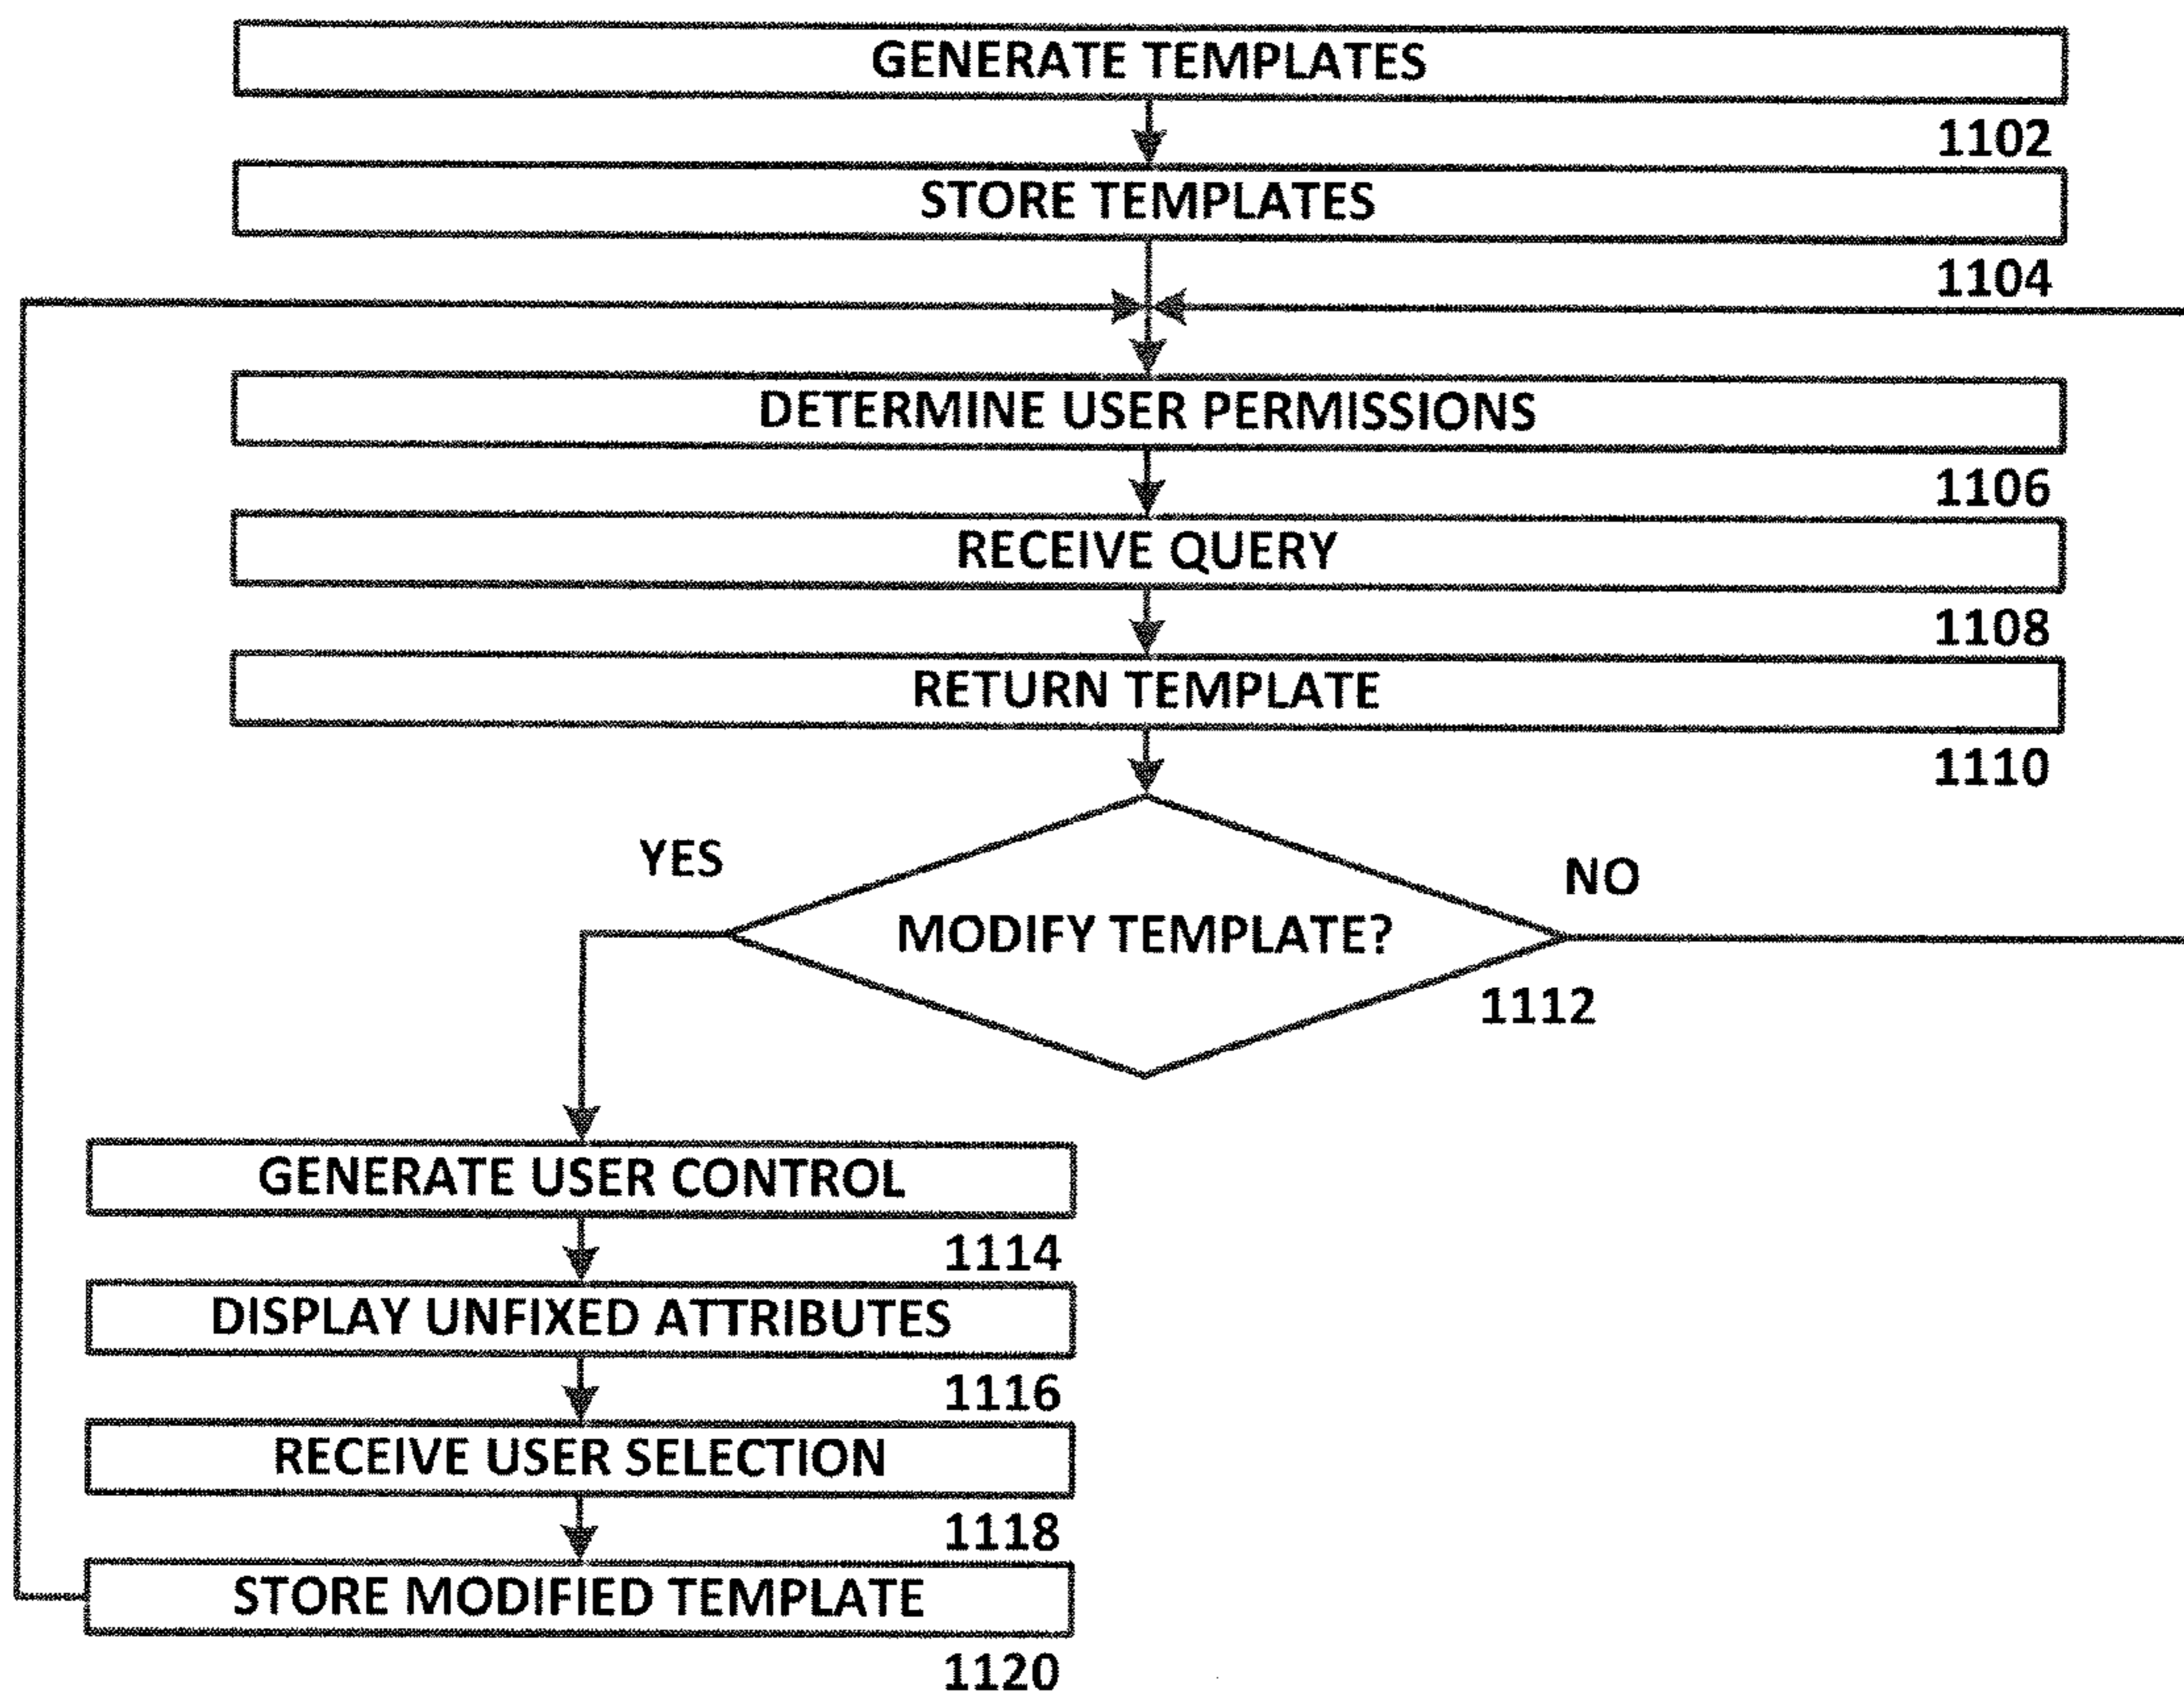 GENERATE TEMPLATES
1102
STORE TEMPLATES
1104
DETERMINE USER PERMISSIONS
1106
RECEIVE QUERY
1108
RETURN TEMPLATE
1110
YES
NO
MODIFY TEMPLATE?
1112
GENERATE USER CONTROL
1114
DISPLAY UNFIXED ATTRIBUTES
1116
RECEIVE USER SELECTION
1118
STORE MODIFIED TEMPLATE
1120